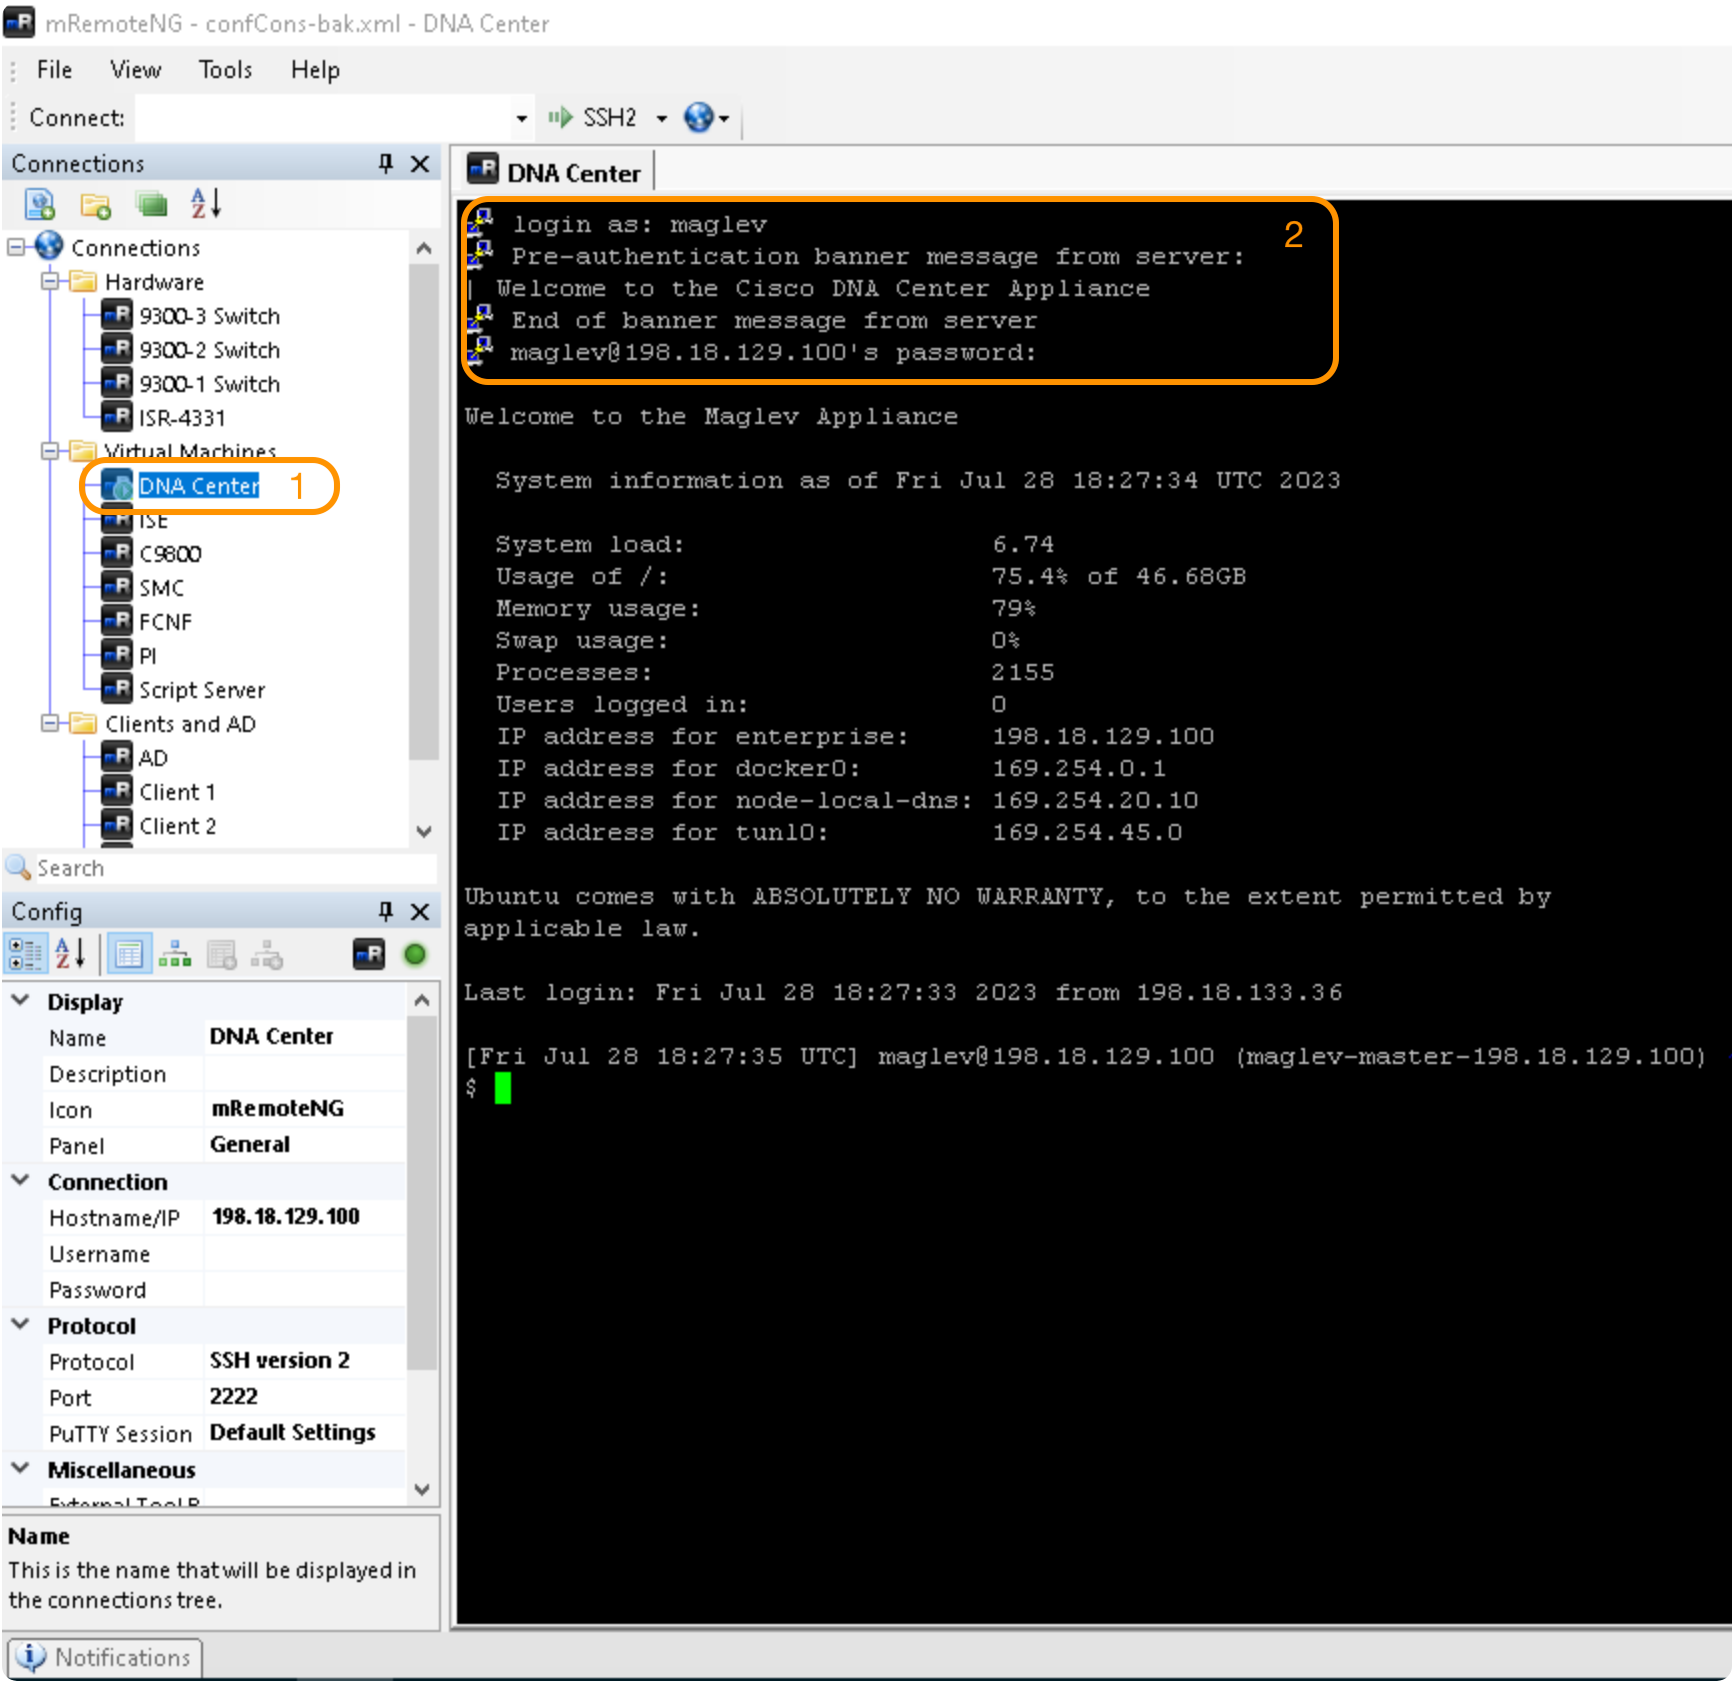 mRemoteNG - confCons-bak.xml - DNA Center
File View Tools Help
Connect: SSH2
Connections
Connections
Hardware
9300-3 Switch
9300-2 Switch
9300-1 Switch
ISR-4331
Virtual Machines
DNA Center 1
ISE
C9800
SMC
FCNF
PI
Script Server
Clients and AD
AD
Client 1
Client 2
Search
Config
Display
Name DNA Center
Description
Icon mRemoteNG
Panel General
Connection
Hostname/IP 198.18.129.100
Username
Password
Protocol
Protocol SSH version 2
Port 2222
PuTTY Session Default Settings
Miscellaneous
External Tool B
Name
This is the name that will be displayed in
the connections tree.
Notifications
DNA Center
login as: maglev 2
Pre-authentication banner message from server:
| Welcome to the Cisco DNA Center Appliance
End of banner message from server
maglev@198.18.129.100's password:
Welcome to the Maglev Appliance
System information as of Fri Jul 28 18:27:34 UTC 2023
System load: 6.74
Usage of /: 75.4% of 46.68GB
Memory usage: 79%
Swap usage: 0%
Processes: 2155
Users logged in: 0
IP address for enterprise: 198.18.129.100
IP address for docker0: 169.254.0.1
IP address for node-local-dns: 169.254.20.10
IP address for tunl0: 169.254.45.0
Ubuntu comes with ABSOLUTELY NO WARRANTY, to the extent permitted by
applicable law.
Last login: Fri Jul 28 18:27:33 2023 from 198.18.133.36
[Fri Jul 28 18:27:35 UTC] maglev@198.18.129.100 (maglev-master-198.18.129.100)
$